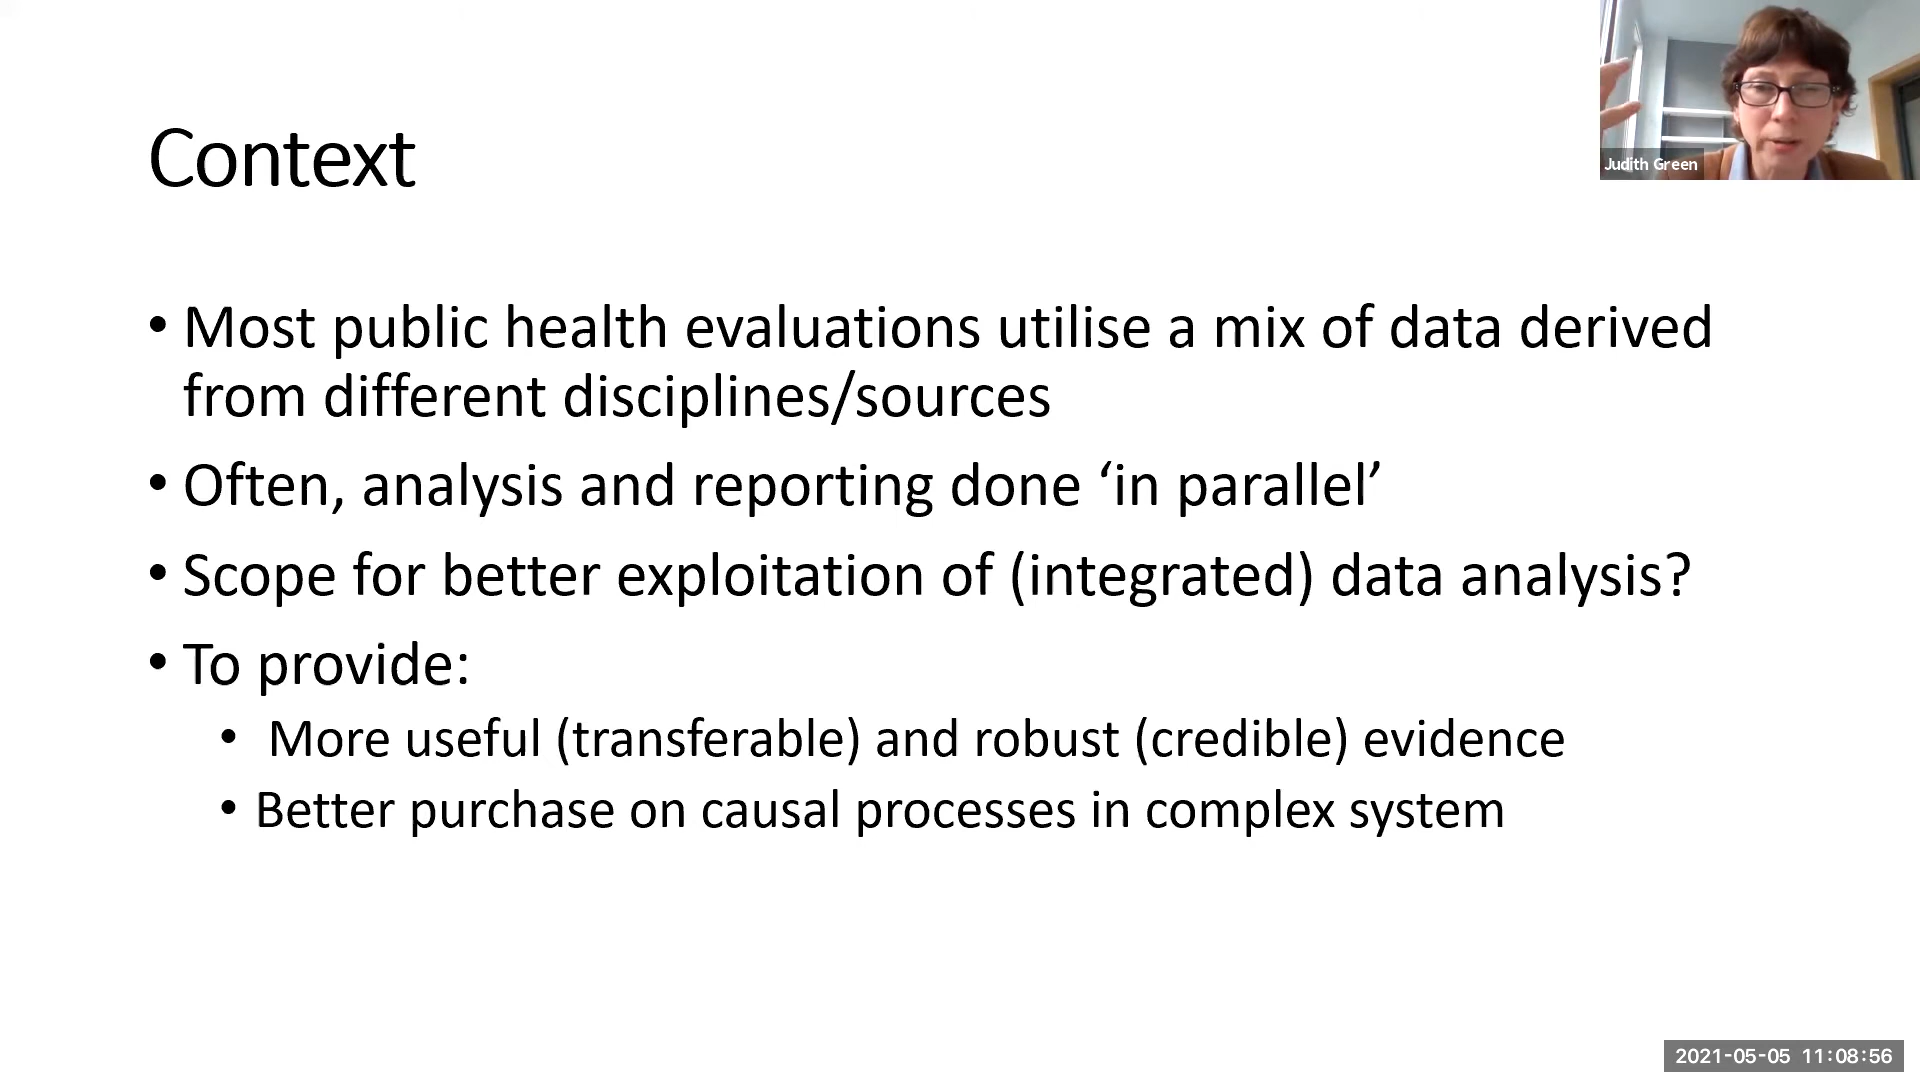 Context
Judith Green
• Most public health evaluations utilise a mix of data derived
from different disciplines/sources
• Often, analysis and reporting done ‘in parallel’
• Scope for better exploitation of (integrated) data analysis?
• To provide:
• More useful (transferable) and robust (credible) evidence
• Better purchase on causal processes in complex system
2021-05-05 11:08:56